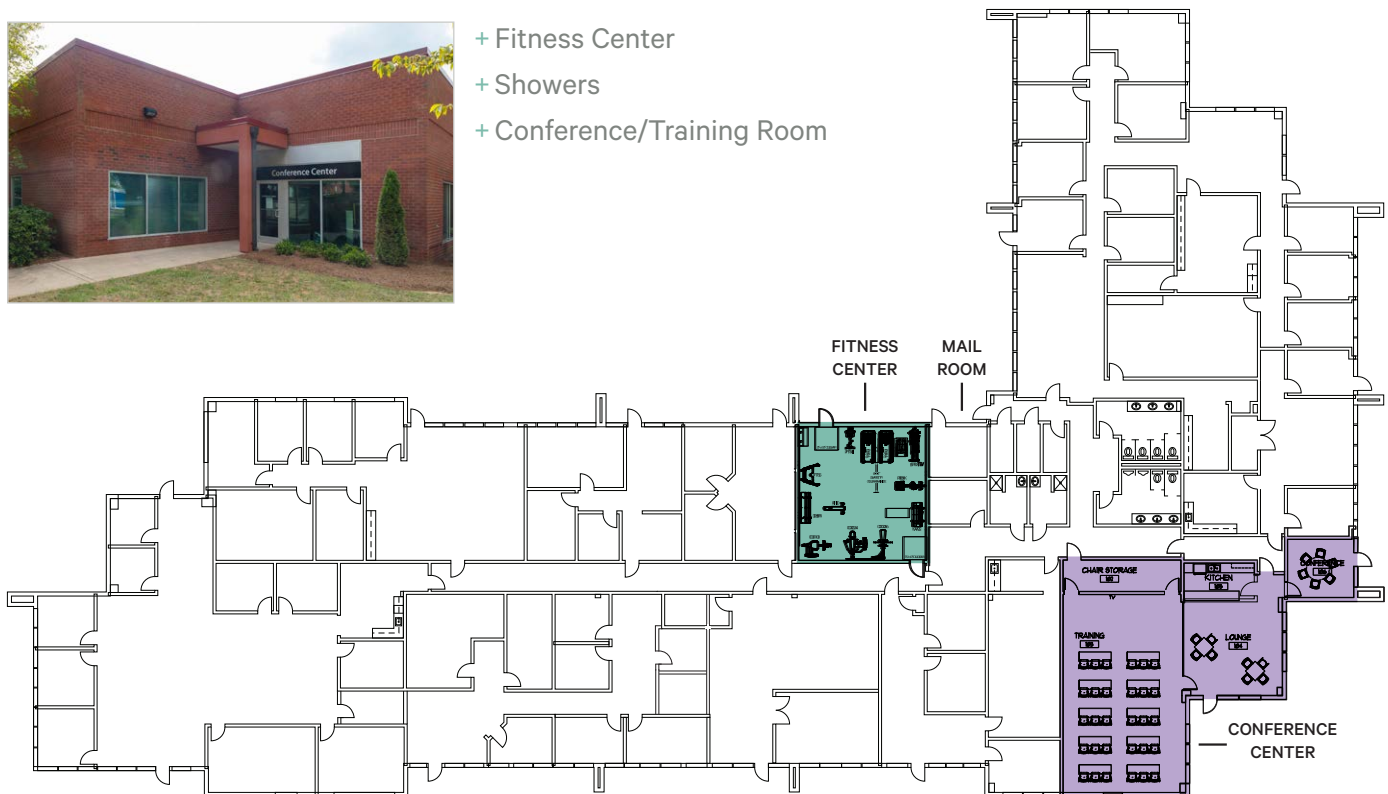 + Fitness Center
+ Showers
+ Conference/Training Room
Conference Center
FITNESS
CENTER
MAIL
ROOM
CHAIR STORAGE
TV
KITCHEN
CONFERENCE
TRAINING
LOUNGE
184
CONFERENCE
CENTER